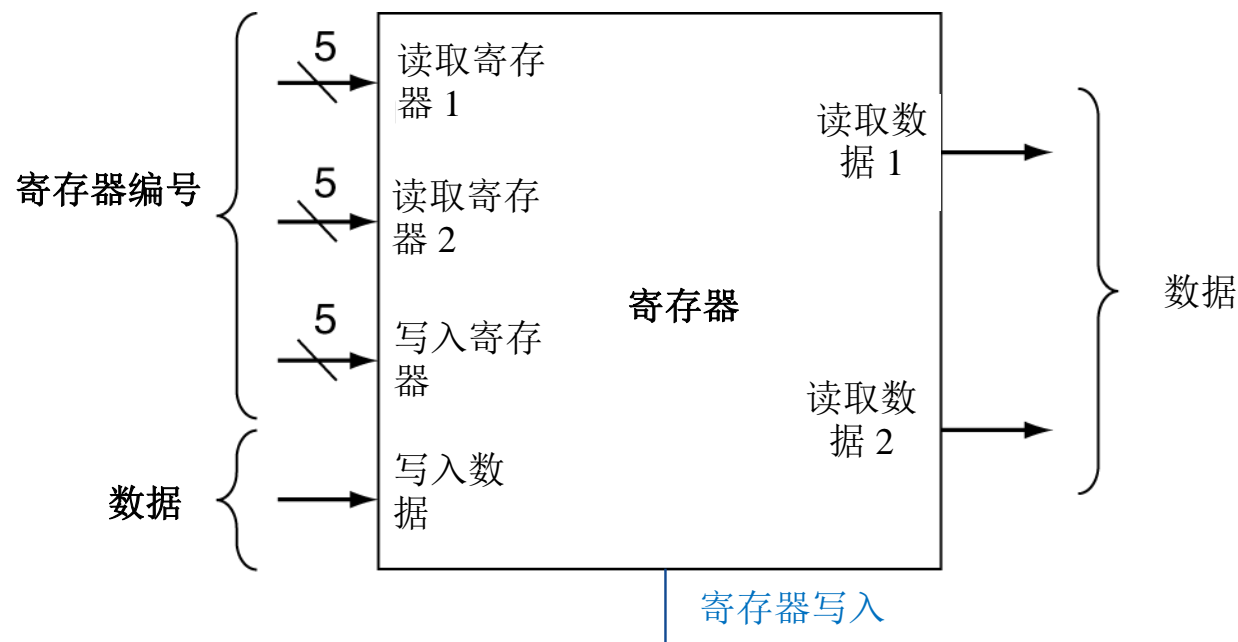 寄存器编号
数据
5
读取寄存
器 1
5
读取寄存
器 2
5
写入寄存
器
写入数
据
寄存器
读取数
据 1
读取数
据 2
数据
寄存器写入